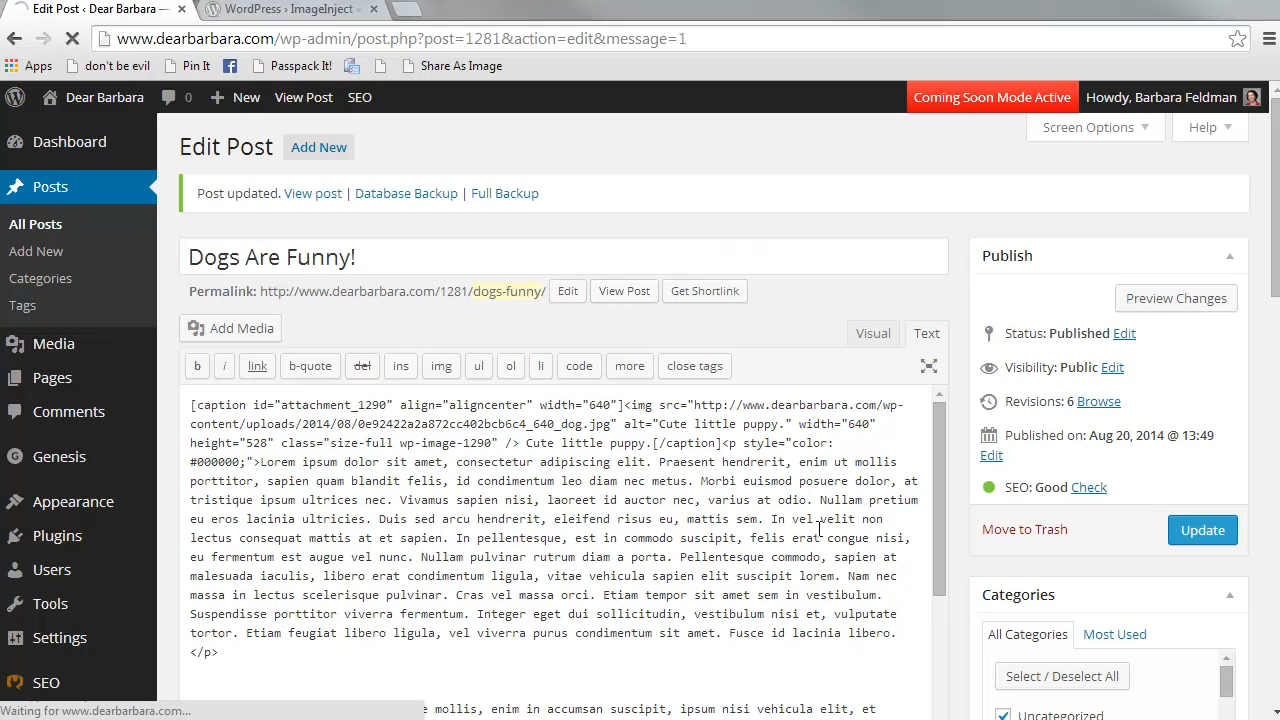 Edit Post ‹ Dear Barbara —
WordPress › ImageInject «
www.dearbarbara.com/wp-admin/post.php?post=1281&action=edit&message=1
Apps don't be evil Pin It Passpack It! Share As Image
Dear Barbara 0 New View Post SEO Coming Soon Mode Active Howdy, Barbara Feldman
Screen Options Help
Dashboard
Posts
All Posts
Add New
Categories
Tags
Media
Pages
Comments
Genesis
Appearance
Plugins
Users
Tools
Settings
SEO
Edit Post Add New
Post updated. View post | Database Backup | Full Backup
Dogs Are Funny!
Permalink: http://www.dearbarbara.com/1281/dogs-funny/ Edit View Post Get Shortlink
Add Media
Visual Text
b i link b-quote del ins img ul ol li code more close tags
[caption id="attachment_1290" align="aligncenter" width="640"]<img src="http://www.dearbarbara.com/wp-
content/uploads/2014/08/0e92422a2a872cc402bcb6c4_640_dog.jpg" alt="Cute little puppy." width="640"
height="528" class="size-full wp-image-1290" /> Cute little puppy.[/caption]<p style="color:
#000000;">Lorem ipsum dolor sit amet, consectetur adipiscing elit. Praesent hendrerit, enim ut mollis
porttitor, sapien quam blandit felis, id condimentum leo diam nec metus. Morbi euismod posuere dolor, at
tristique ipsum ultrices nec. Vivamus sapien nisi, laoreet id auctor nec, varius at odio. Nullam pretium
eu eros lacinia ultricies. Duis sed arcu hendrerit, eleifend risus eu, mattis sem. In vel velit non
lectus consequat mattis at et sapien. In pellentesque, est in commodo suscipit, felis erat congue nisi,
eu fermentum est augue vel nunc. Nullam pulvinar rutrum diam a porta. Pellentesque commodo, sapien at
malesuada iaculis, libero erat condimentum ligula, vitae vehicula sapien elit suscipit lorem. Nam nec
massa in lectus scelerisque pulvinar. Cras vel massa orci. Etiam tempor sit amet sem in vestibulum.
Suspendisse porttitor viverra fermentum. Integer eget dui sollicitudin, vestibulum nisi et, vulputate
tortor. Etiam feugiat libero ligula, vel viverra purus condimentum sit amet. Fusce id lacinia libero.
</p>
e mollis, enim in accumsan suscipit, ipsum nisi vehicula elit, et
Publish
Preview Changes
Status: Published Edit
Visibility: Public Edit
Revisions: 6 Browse
Published on: Aug 20, 2014 @ 13:49
Edit
SEO: Good Check
Move to Trash Update
Categories
All Categories Most Used
Select / Deselect All
Uncategorized
Waiting for www.dearbarbara.com...